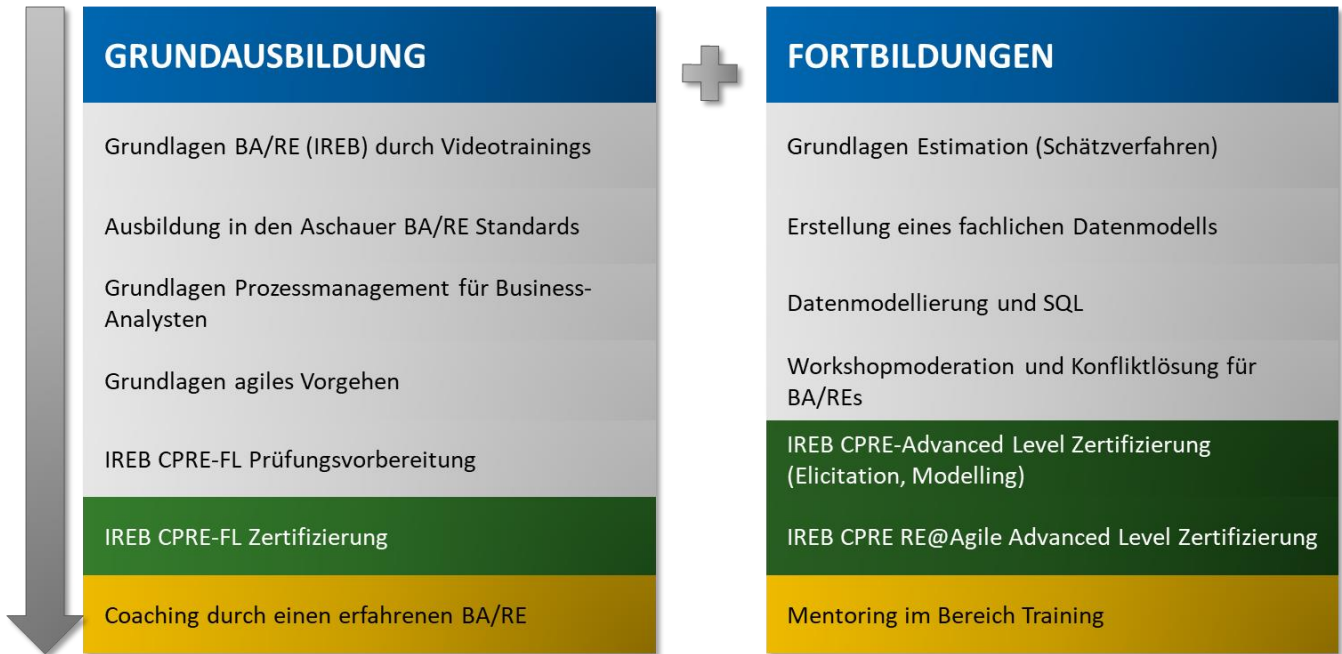 GRUNDAUSBILDUNG
Grundlagen BA/RE (IREB) durch Videotrainings
Ausbildung in den Aschauer BA/RE Standards
Grundlagen Prozessmanagement für Business-
Analysten
Grundlagen agiles Vorgehen
IREB CPRE-FL Prüfungsvorbereitung
IREB CPRE-FL Zertifizierung
Coaching durch einen erfahrenen BA/RE
FORTBILDUNGEN
Grundlagen Estimation (Schätzverfahren)
Erstellung eines fachlichen Datenmodells
Datenmodellierung und SQL
Workshopmoderation und Konfliktlösung für
BA/REs
IREB CPRE-Advanced Level Zertifizierung
(Elicitation, Modelling)
IREB CPRE RE@Agile Advanced Level Zertifizierung
Mentoring im Bereich Training